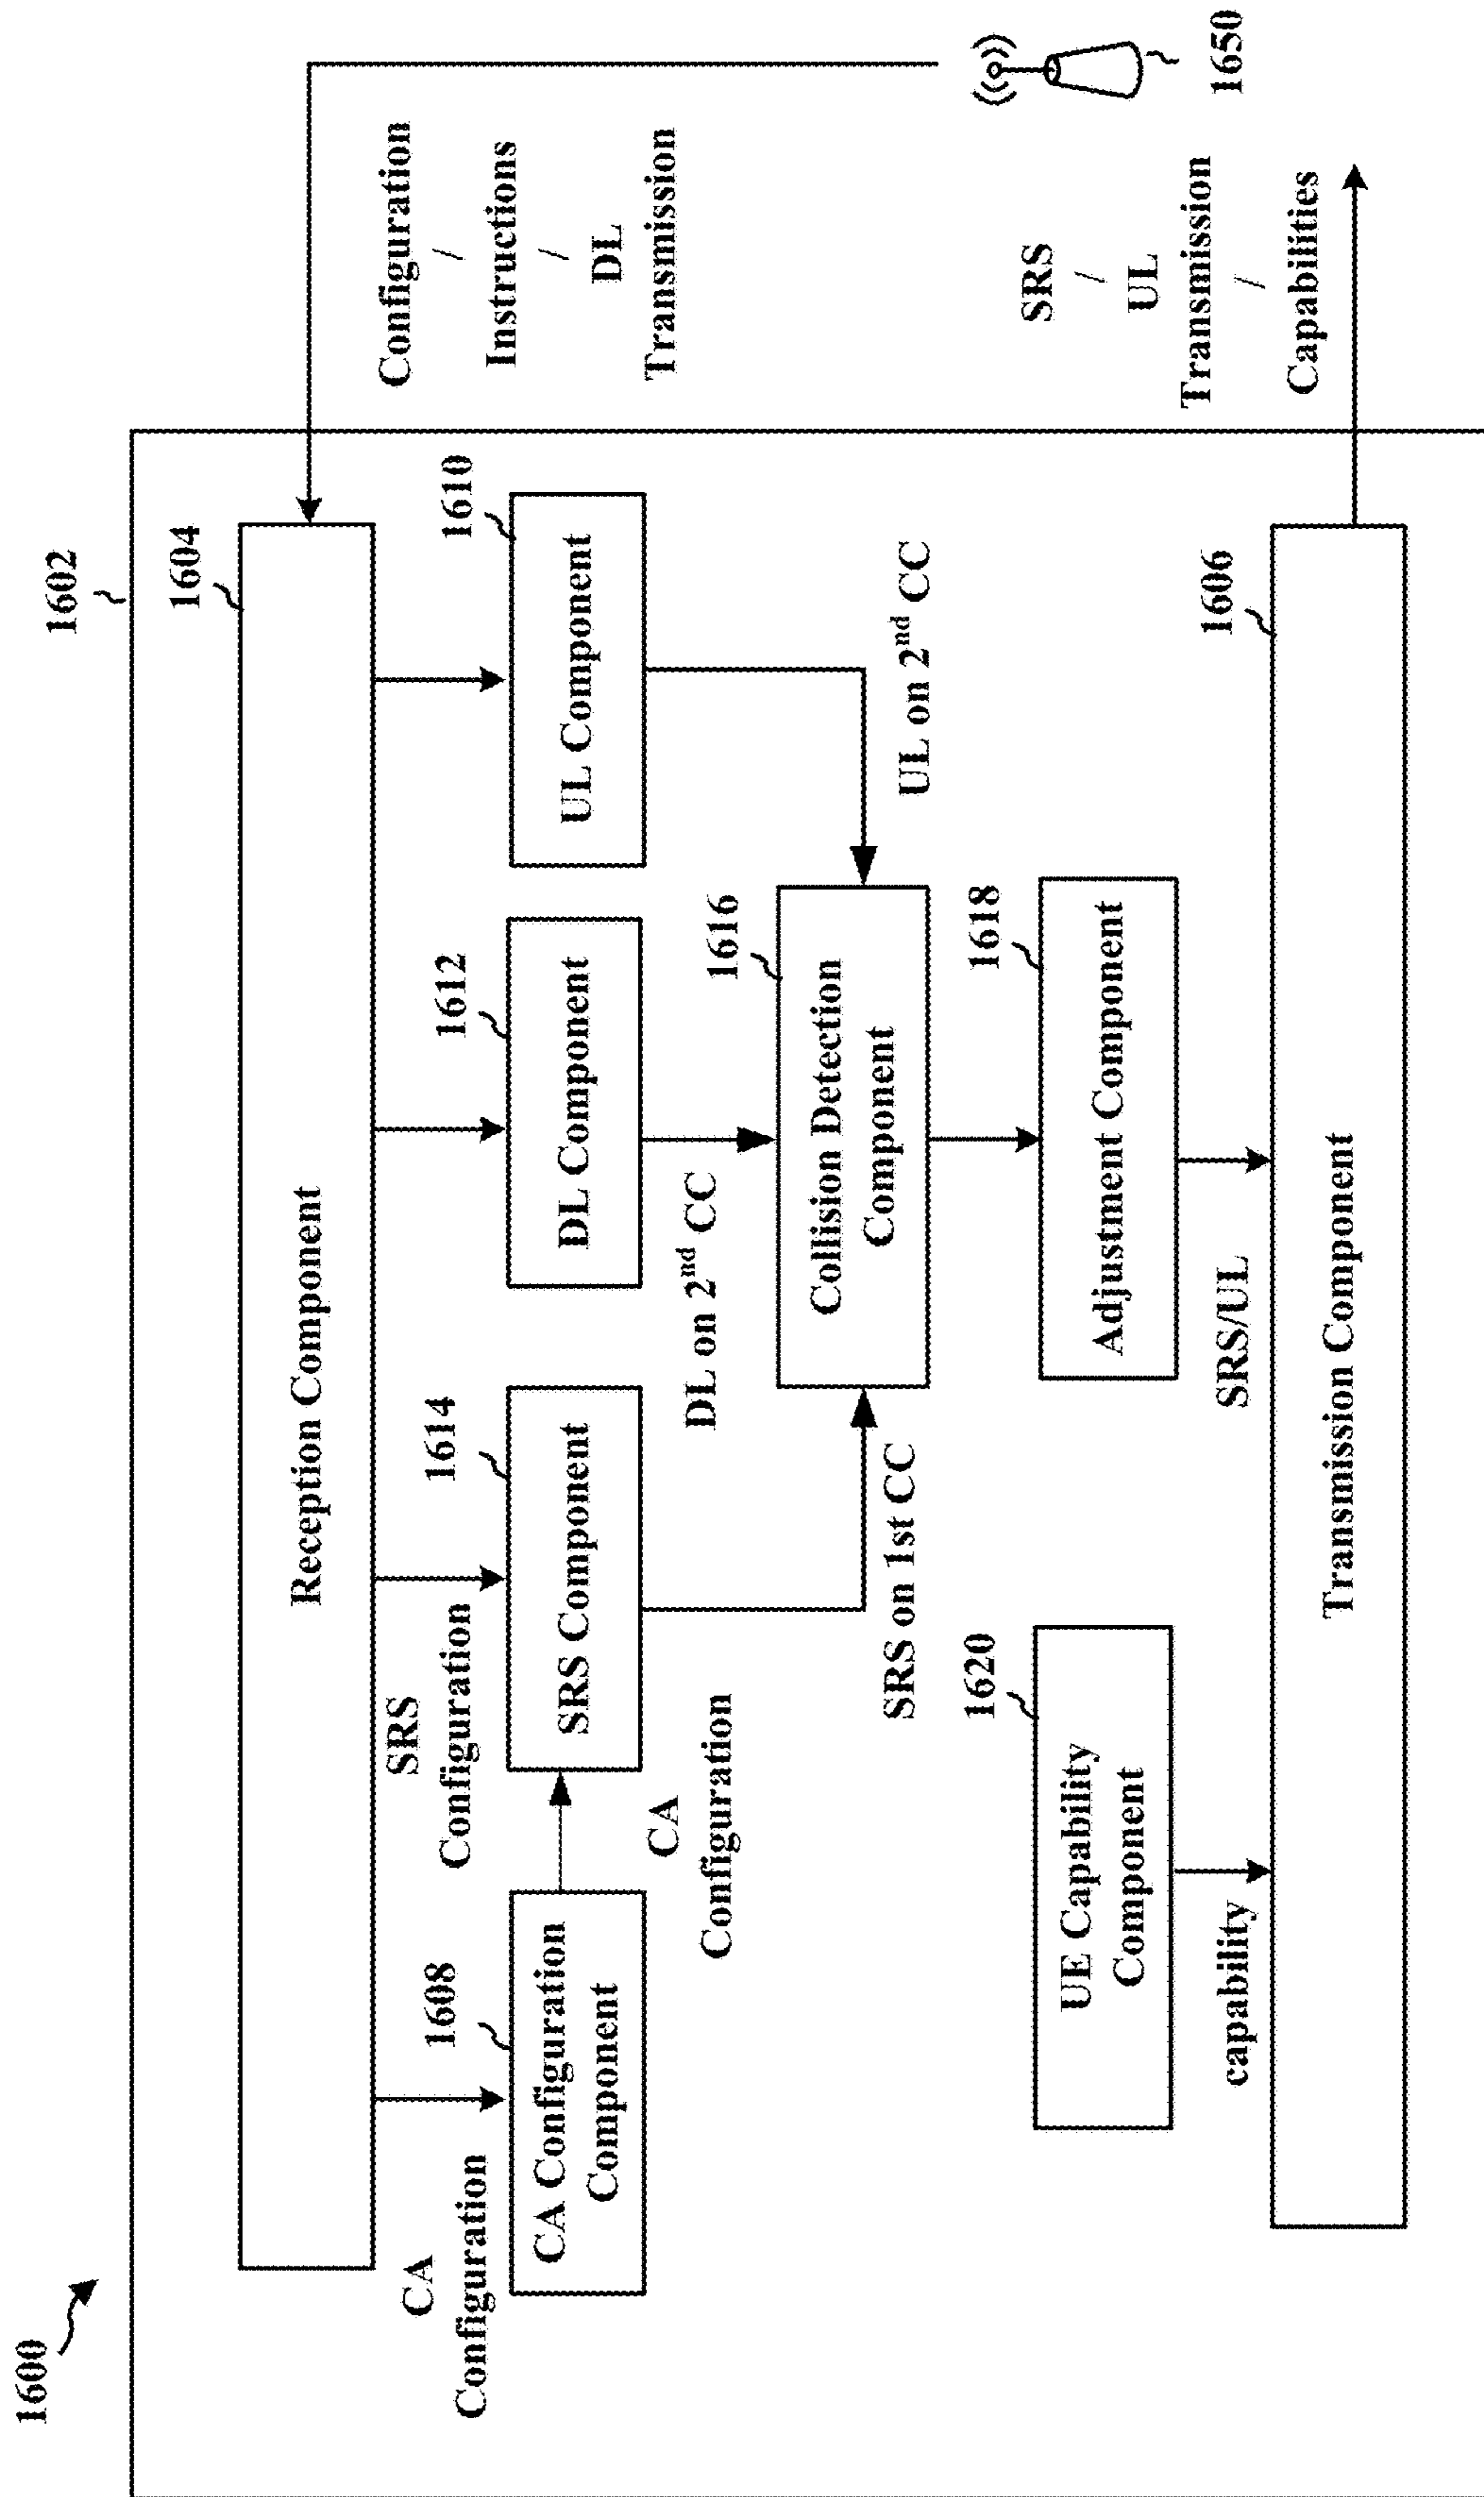 1600
1602
1604
Reception Component
CA
Configuration
SRS
Configuration
Configuration
/
Instructions
/
DL
Transmission
1608
CA Configuration
Component
1614
SRS Component
1612
DL Component
1610
UL Component
CA
Configuration
DL on 2nd CC
SRS on 1st CC
UL on 2nd CC
1616
Collision Detection
Component
1650
1620
UE Capability
Component
1618
Adjustment Component
SRS
/
UL
Transmission
/
Capabilities
capability
SRS/UL
1606
Transmission Component